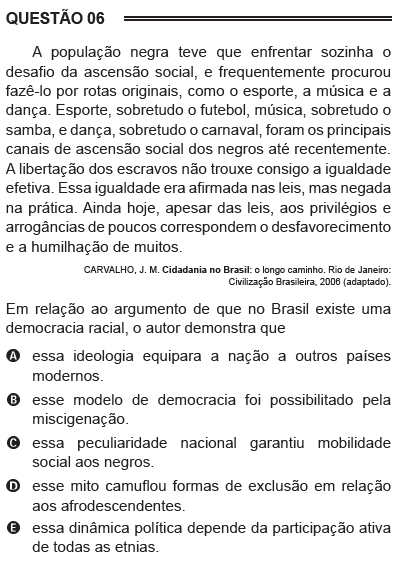 QUESTÃO 06
A população negra teve que enfrentar sozinha o
desafio da ascensão social, e frequentemente procurou
fazê-lo por rotas originais, como o esporte, a música e a
dança. Esporte, sobretudo o futebol, música, sobretudo o
samba, e dança, sobretudo o carnaval, foram os principais
canais de ascensão social dos negros até recentemente.
A libertação dos escravos não trouxe consigo a igualdade
efetiva. Essa igualdade era afirmada nas leis, mas negada
na prática. Ainda hoje, apesar das leis, aos privilégios e
arrogâncias de poucos correspondem o desfavorecimento
e a humilhação de muitos.
CARVALHO, J. M. Cidadania no Brasil: o longo caminho. Rio de Janeiro:
Civilização Brasileira, 2006 (adaptado).
Em relação ao argumento de que no Brasil existe uma
democracia racial, o autor demonstra que
A essa ideologia equipara a nação a outros países
modernos.
B esse modelo de democracia foi possibilitado pela
miscigenação.
C essa peculiaridade nacional garantiu mobilidade
social aos negros.
D esse mito camuflou formas de exclusão em relação
aos afrodescendentes.
E essa dinâmica política depende da participação ativa
de todas as etnias.